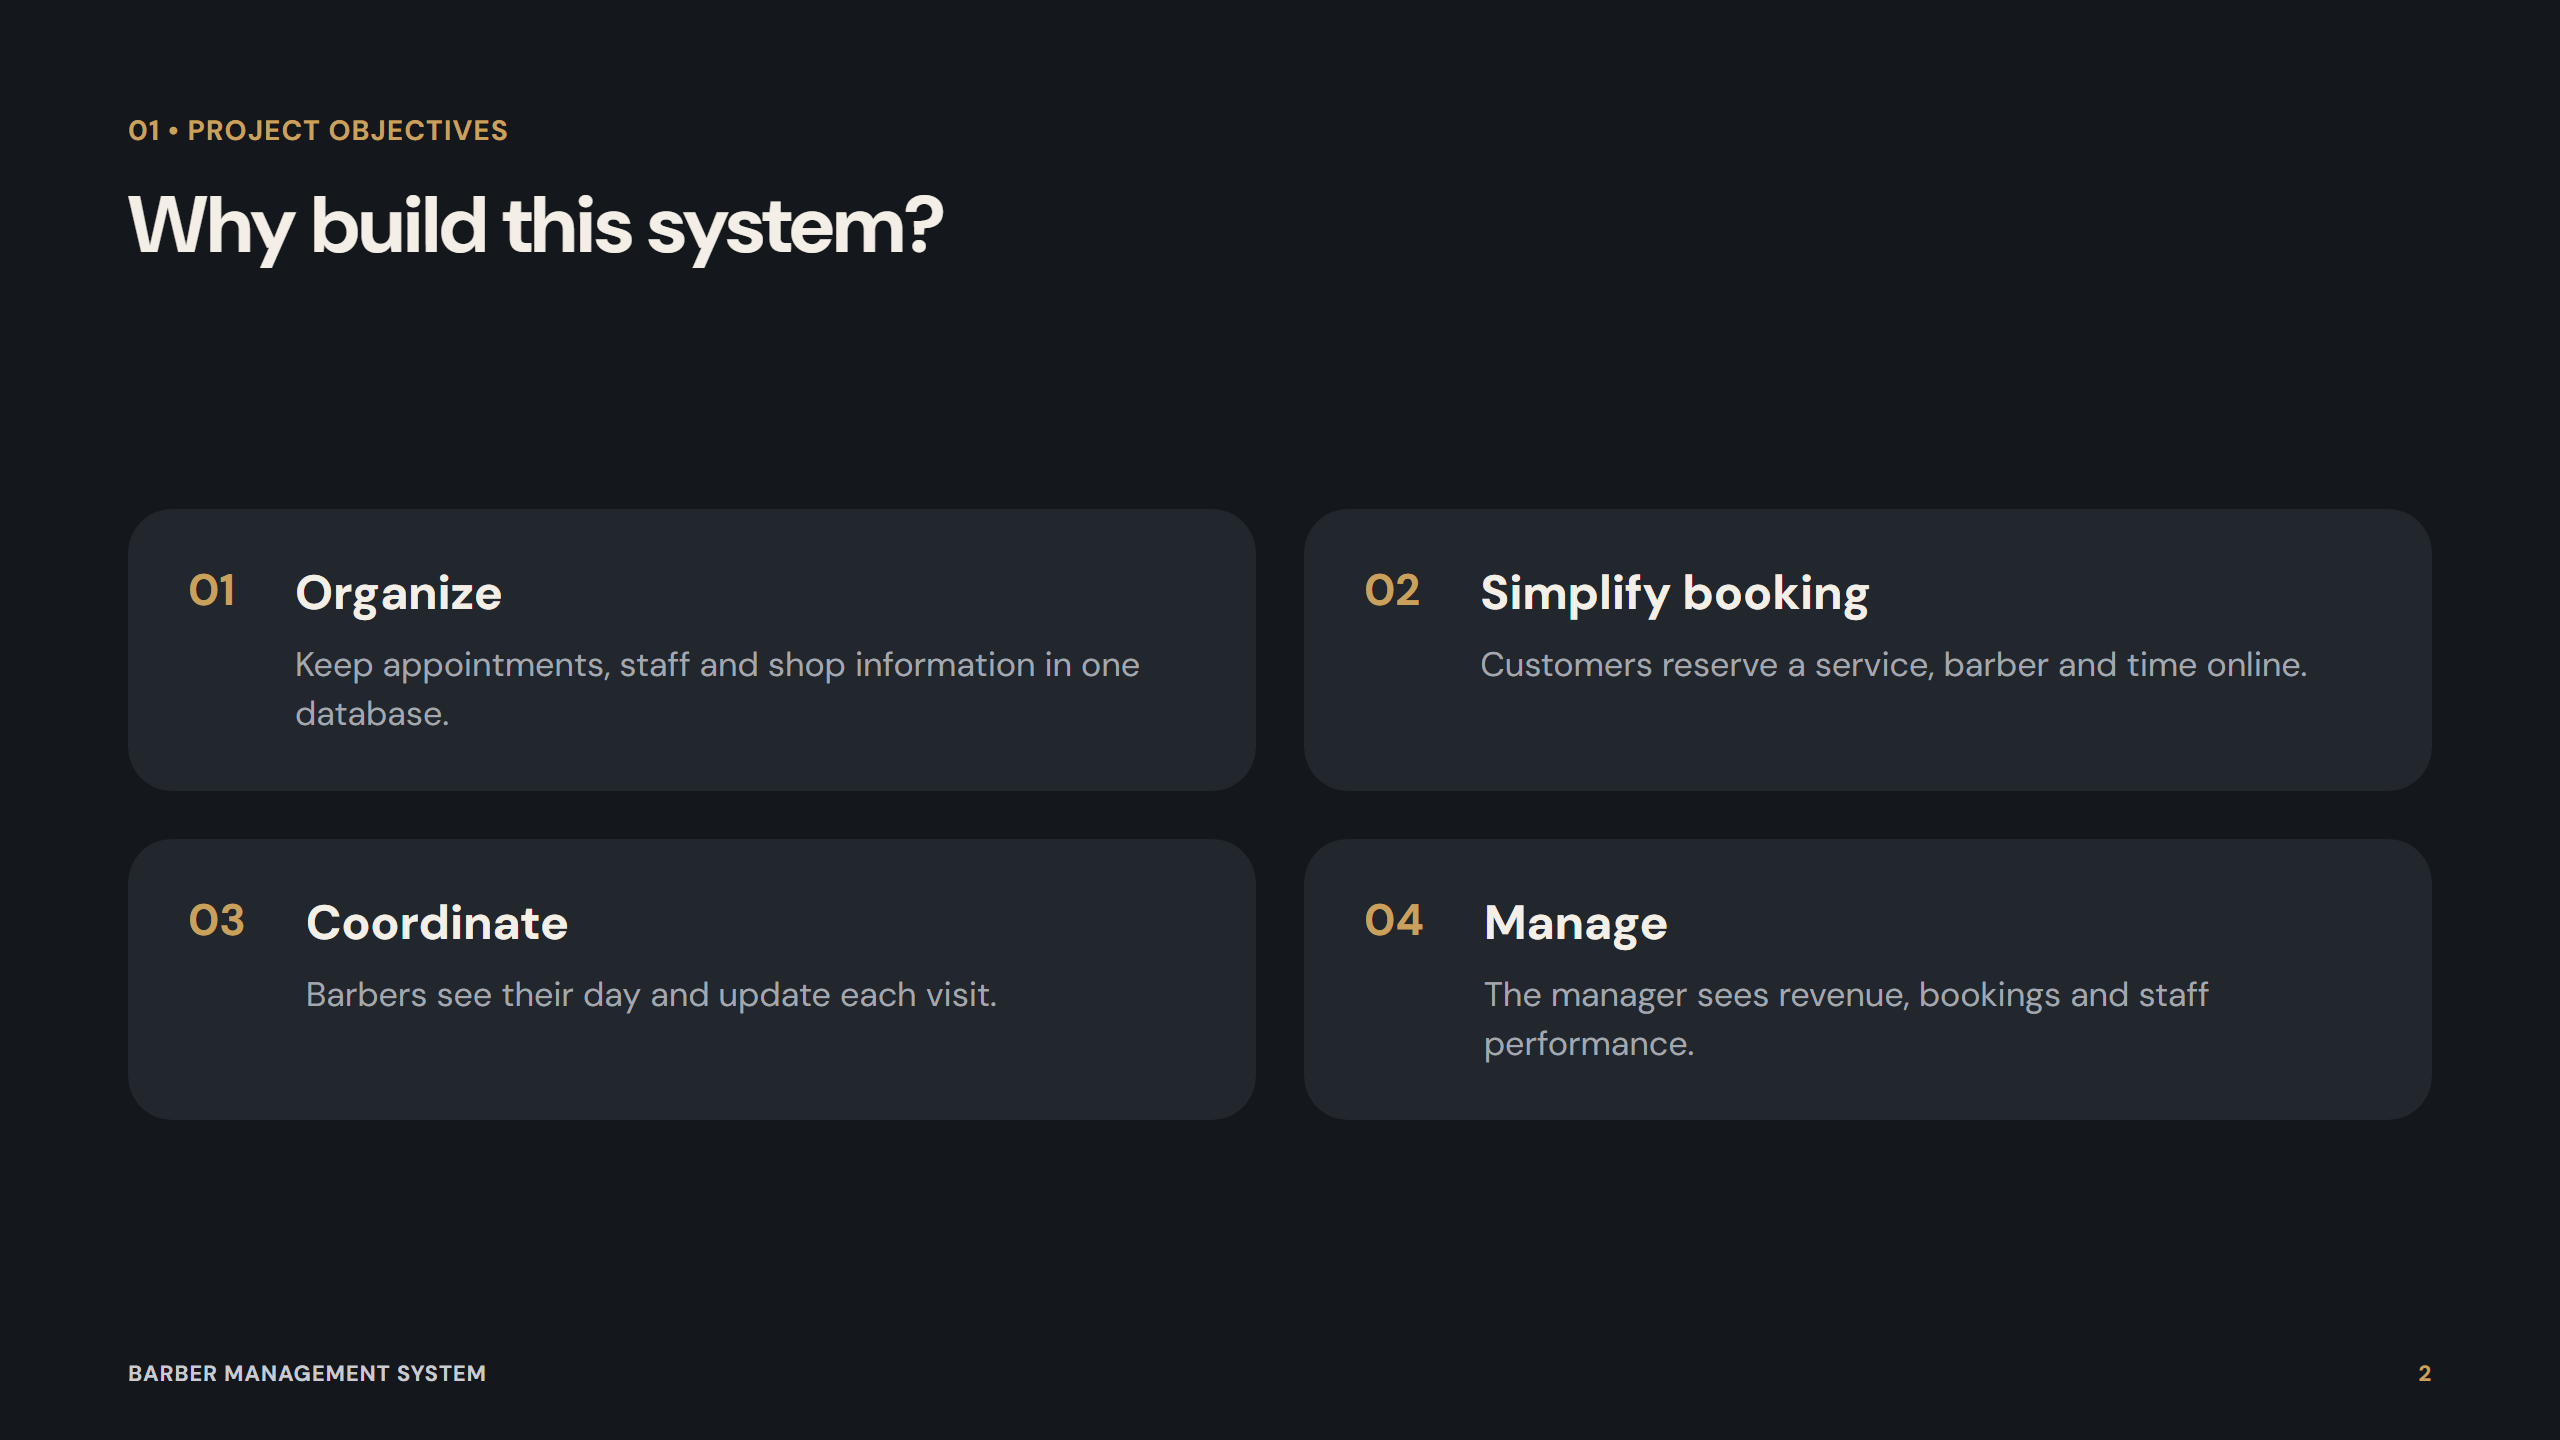 01 • PROJECT OBJECTIVES
Why build this system?
01
Organize
Keep appointments, staff and shop information in one
database.
02
Simplify booking
Customers reserve a service, barber and time online.
03
Coordinate
Barbers see their day and update each visit.
04
Manage
The manager sees revenue, bookings and staff
performance.
BARBER MANAGEMENT SYSTEM
2